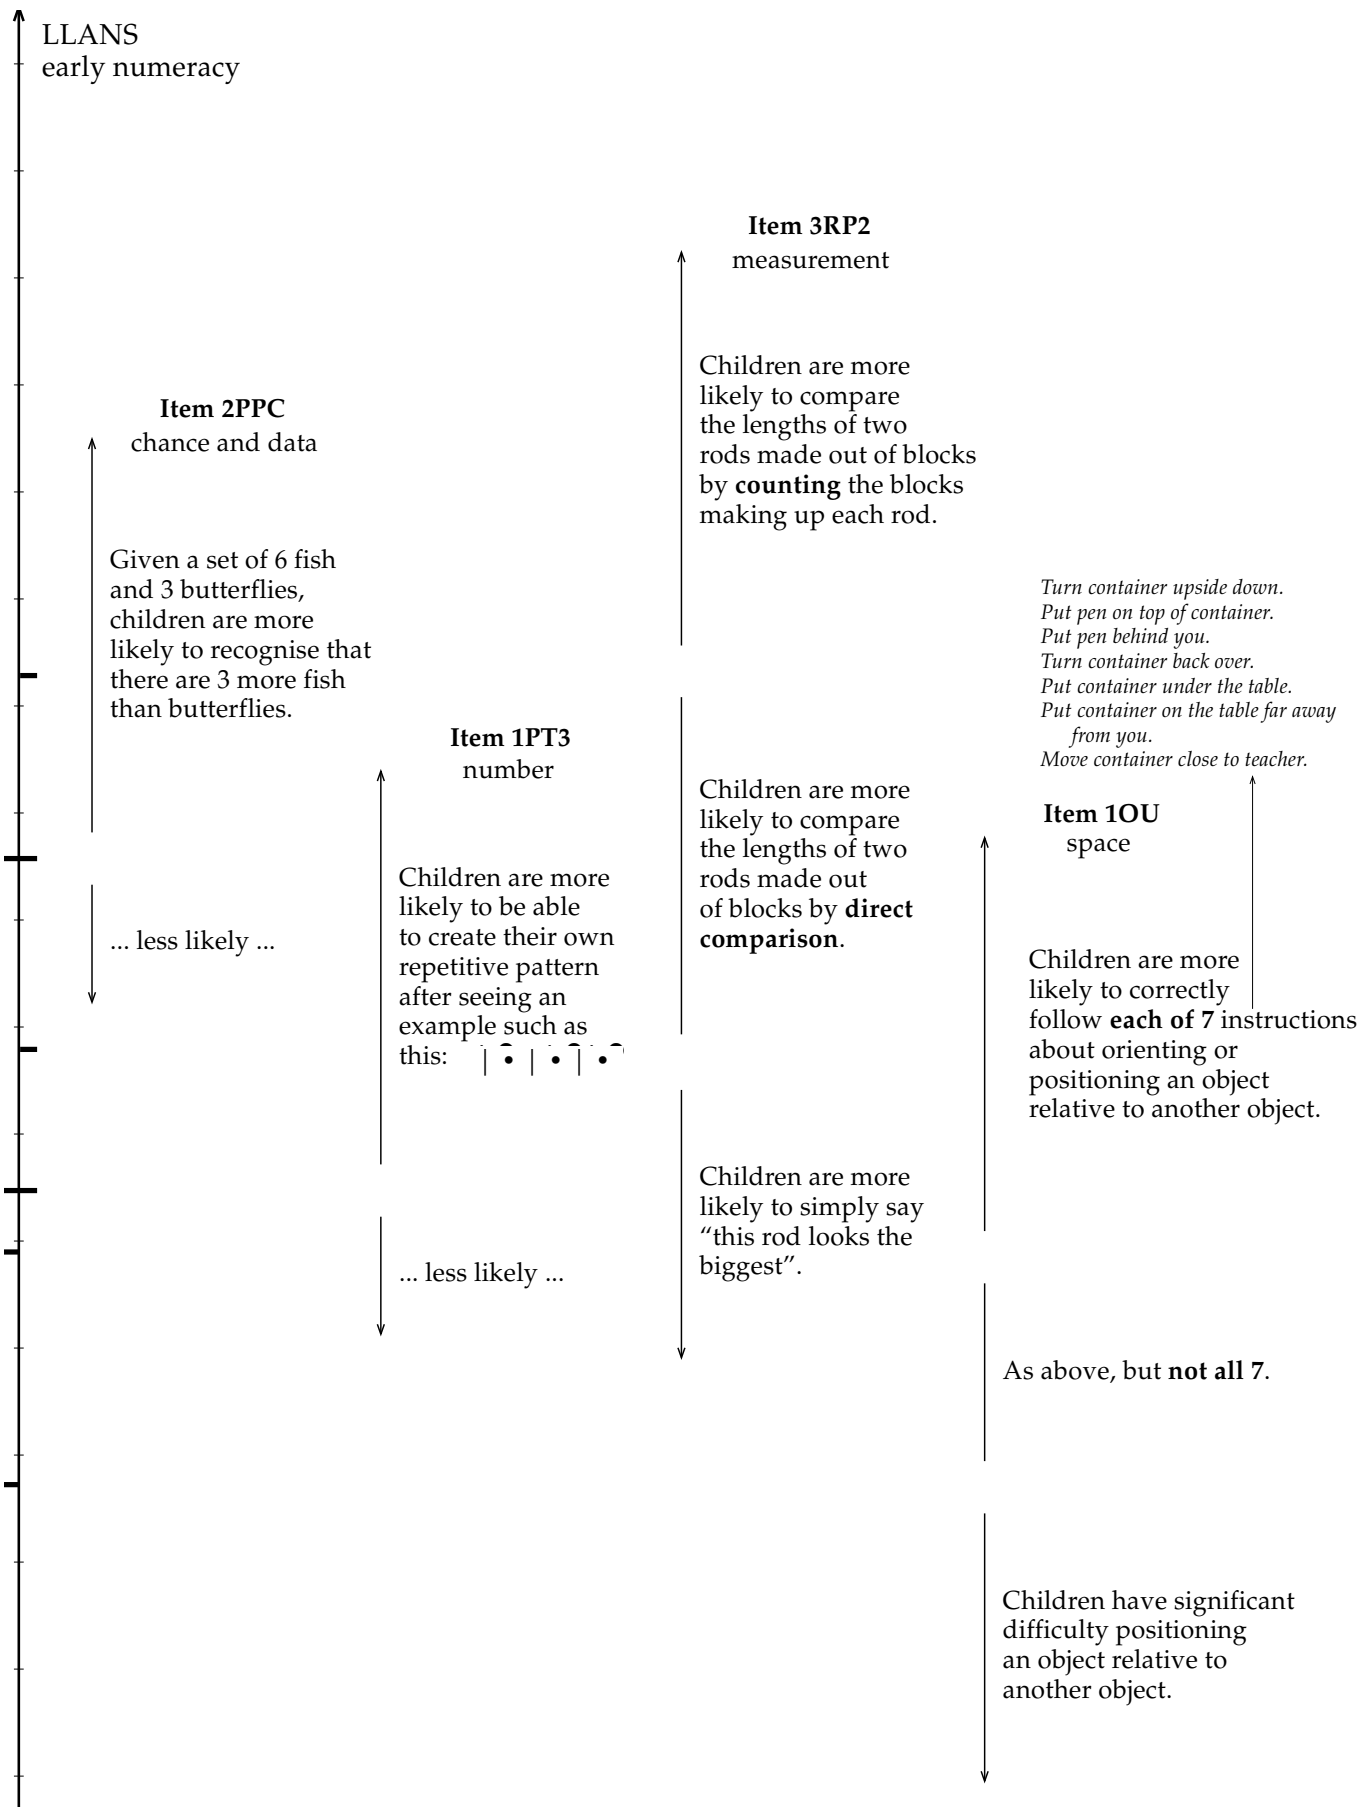 LLANS
early numeracy
Item 3RP2
measurement
Children are more
likely to compare
the lengths of two
rods made out of blocks
by counting the blocks
making up each rod.
Item 2PPC
chance and data
Given a set of 6 fish
and 3 butterflies,
children are more
likely to recognise that
there are 3 more fish
than butterflies.
... less likely ...
Item 1PT3
number
Children are more
likely to be able
to create their own
repetitive pattern
after seeing an
example such as
this: | • | • | •
... less likely ...
Children are more
likely to compare
the lengths of two
rods made out
of blocks by direct
comparison.
Children are more
likely to simply say
“this rod looks the
biggest”.
Turn container upside down.
Put pen on top of container.
Put pen behind you.
Turn container back over.
Put container under the table.
Put container on the table far away
from you.
Move container close to teacher.
Item 1OU
space
Children are more
likely to correctly
follow each of 7 instructions
about orienting or
positioning an object
relative to another object.
As above, but not all 7.
Children have significant
difficulty positioning
an object relative to
another object.